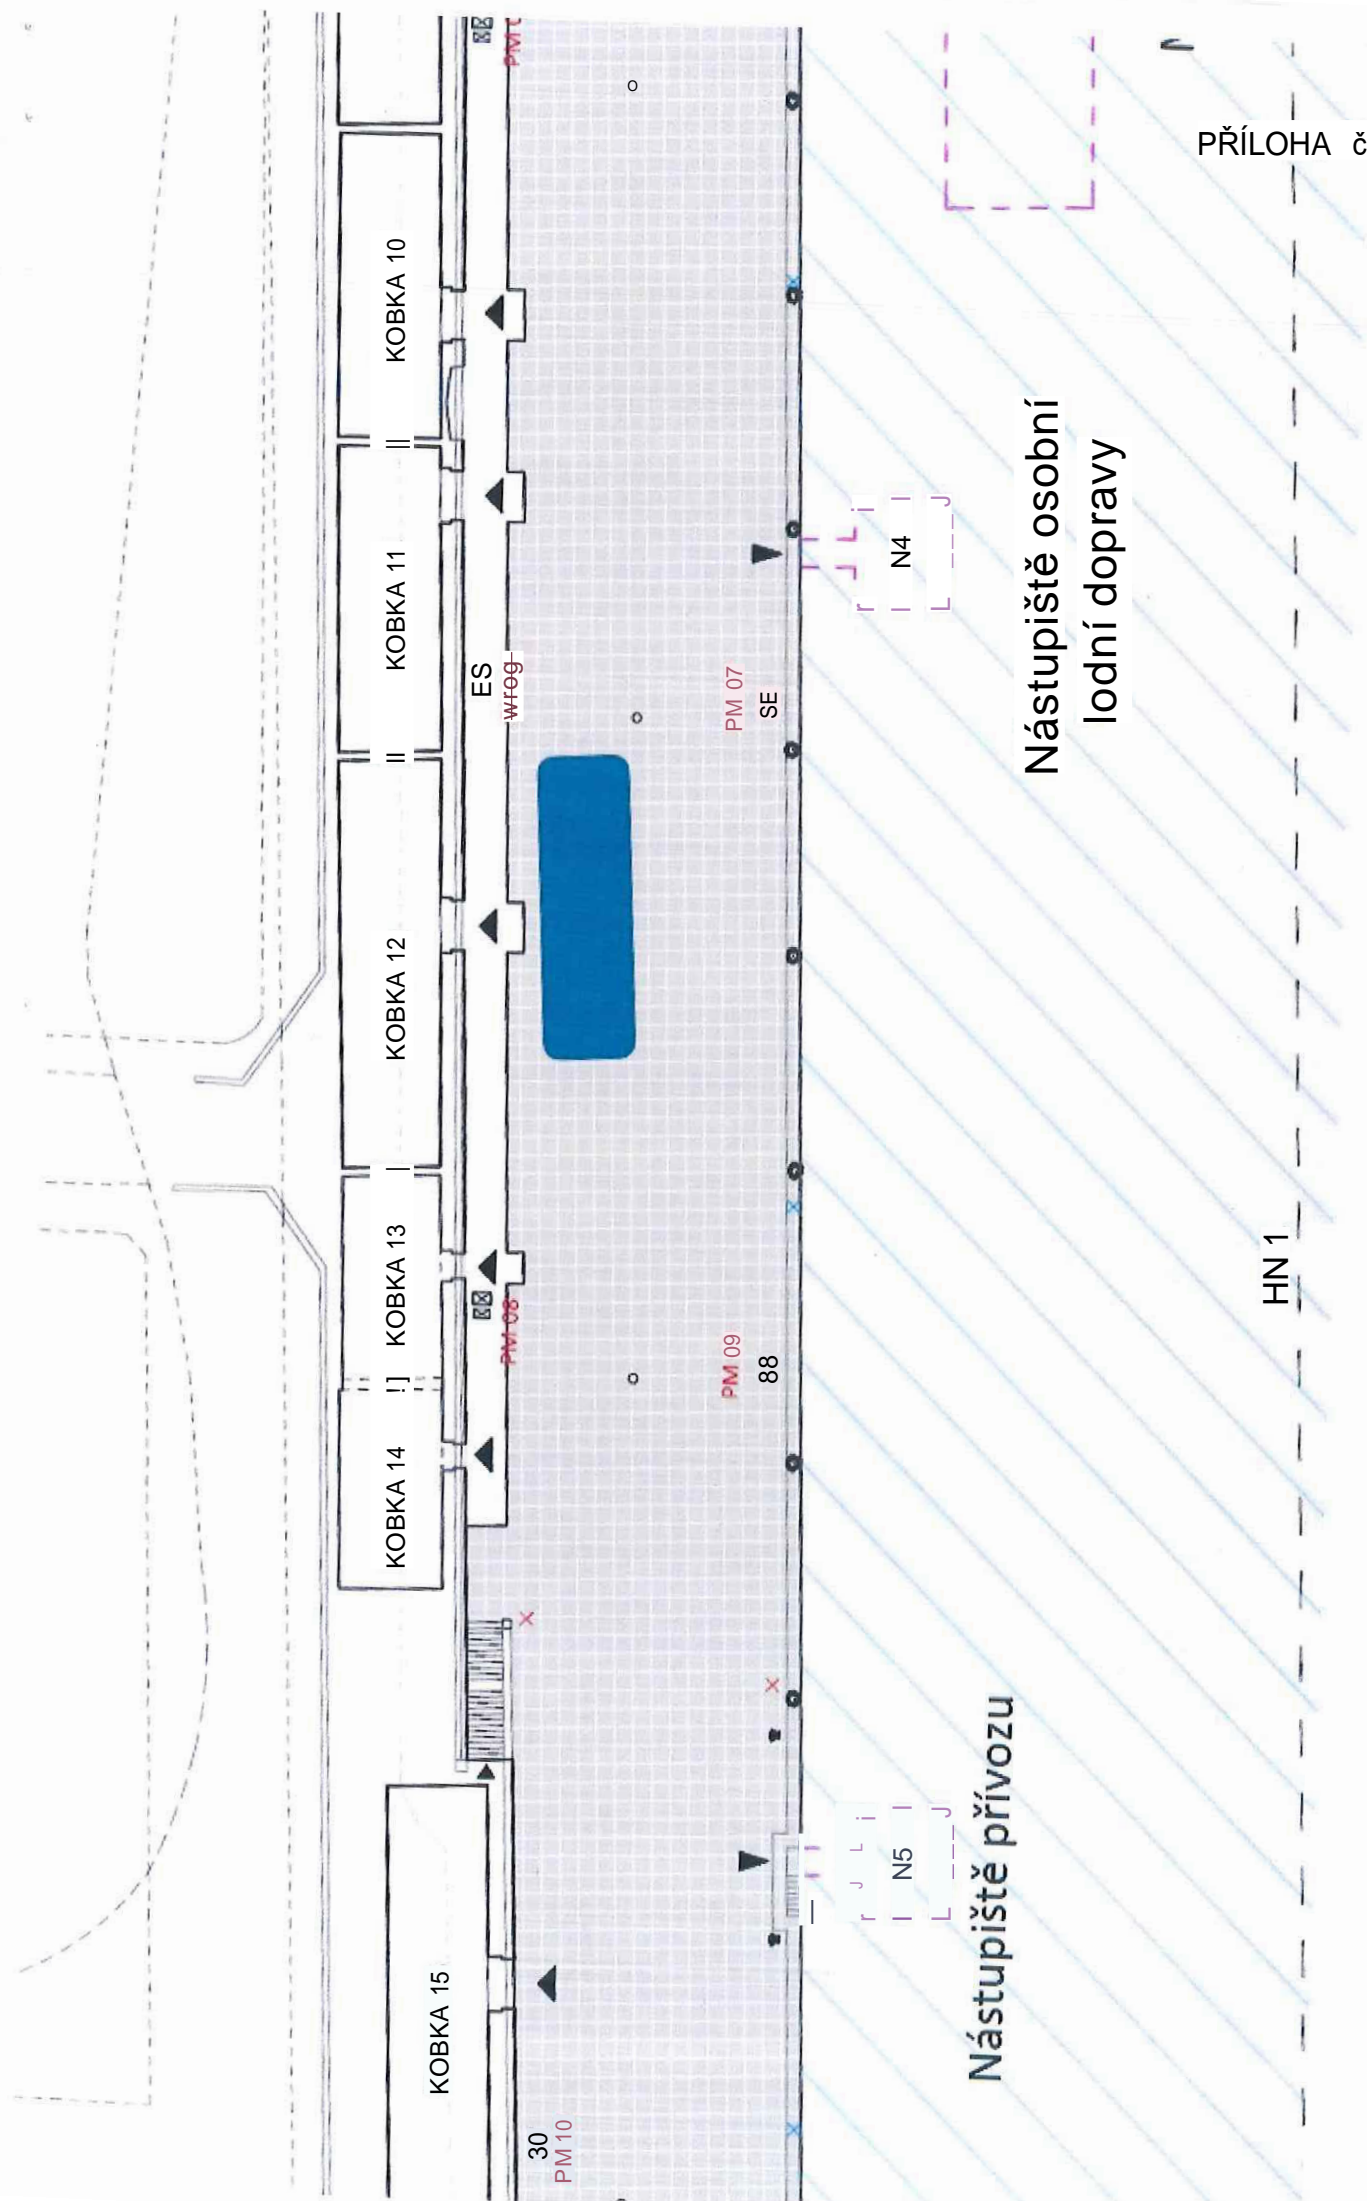 PŘÍLOHA č
KOBKA 10
KOBKA 11
KOBKA 12
KOBKA 13
KOBKA 14
KOBKA 15
ES
wrog
PM 07
SE
PM 08
PM 09
88
30
PM 10
N4
Nástupiště osobní
lodní dopravy
N5
Nástupiště přívozu
HN 1